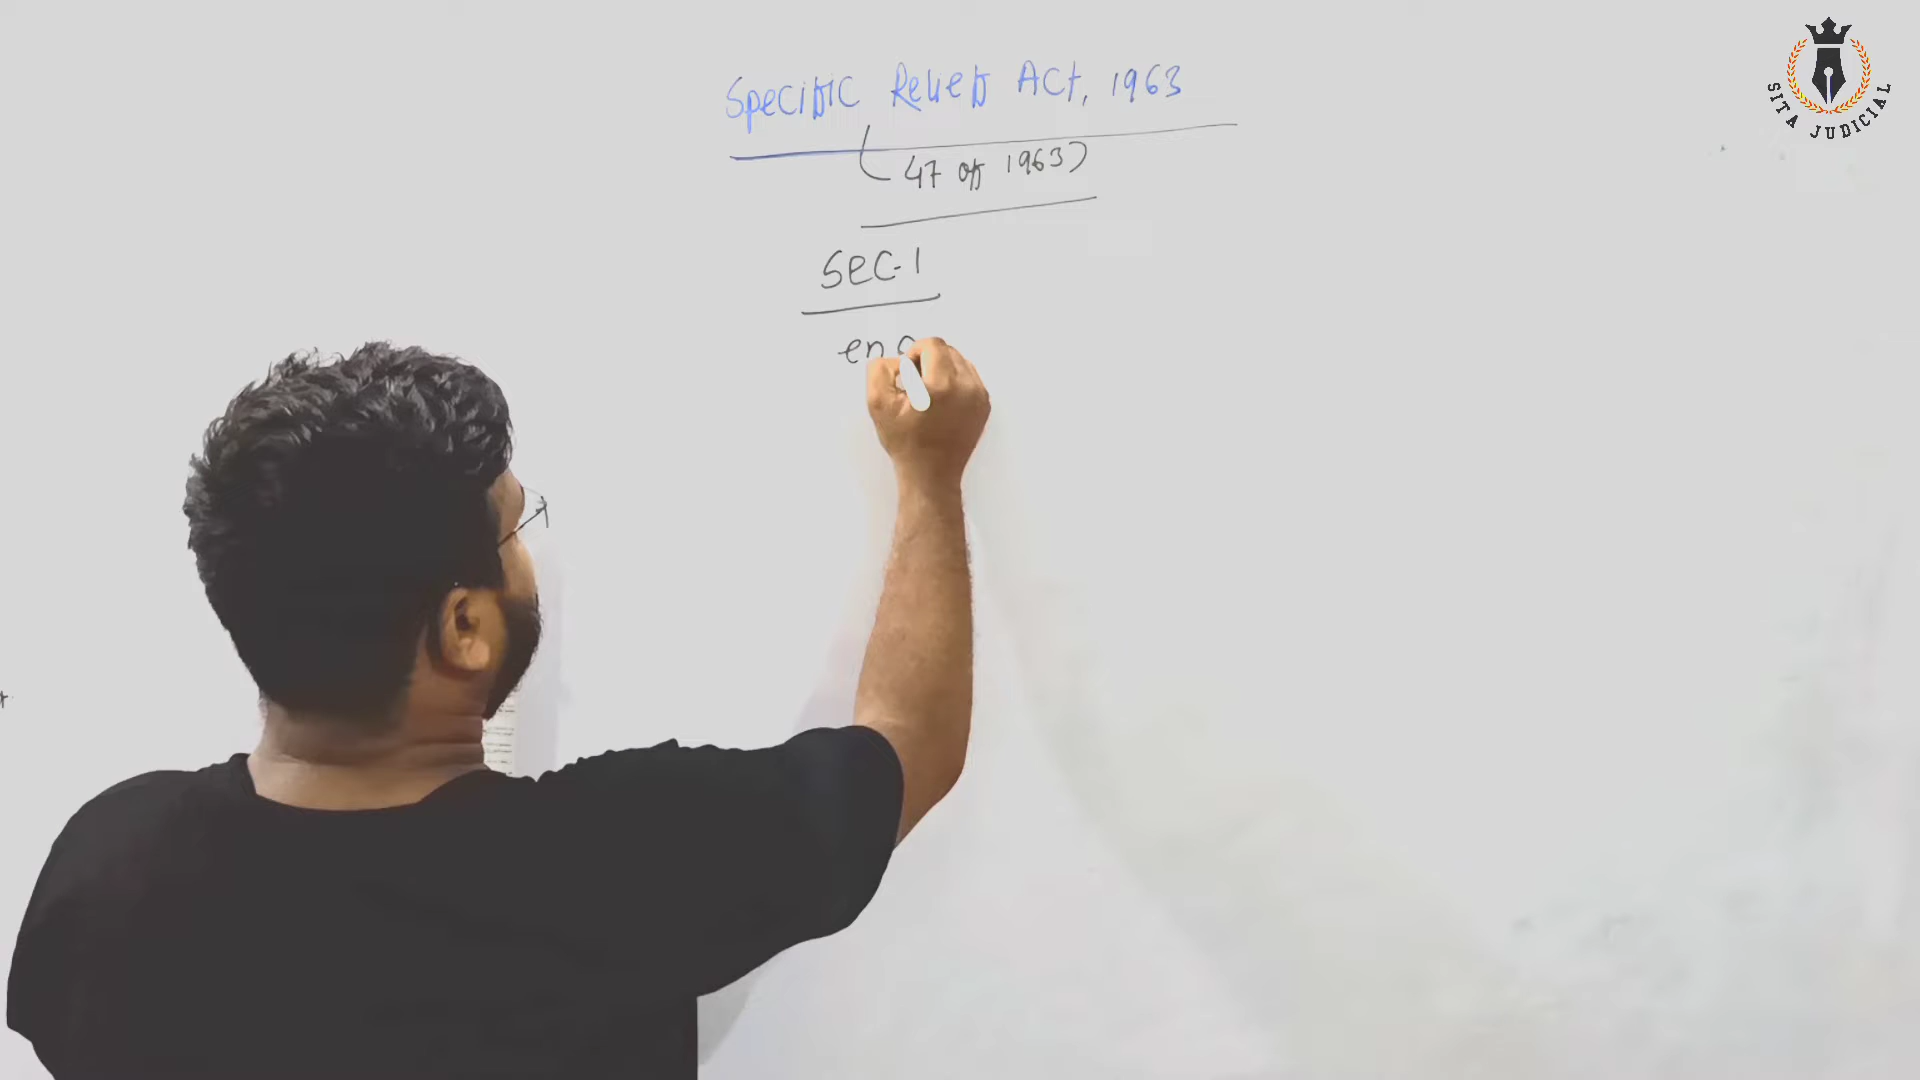 Specific Relief Act, 1963
(47 of 1963)
Sec-1
SITA JUDICIAL